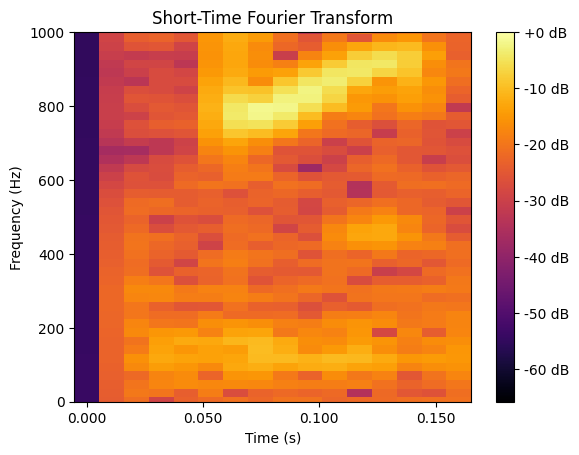 Short-Time Fourier Transform
1000
800
600
400
200
0
Frequency (Hz)
0.000
0.050
0.100
0.150
Time (s)
+0 dB
-10 dB
-20 dB
-30 dB
-40 dB
-50 dB
-60 dB